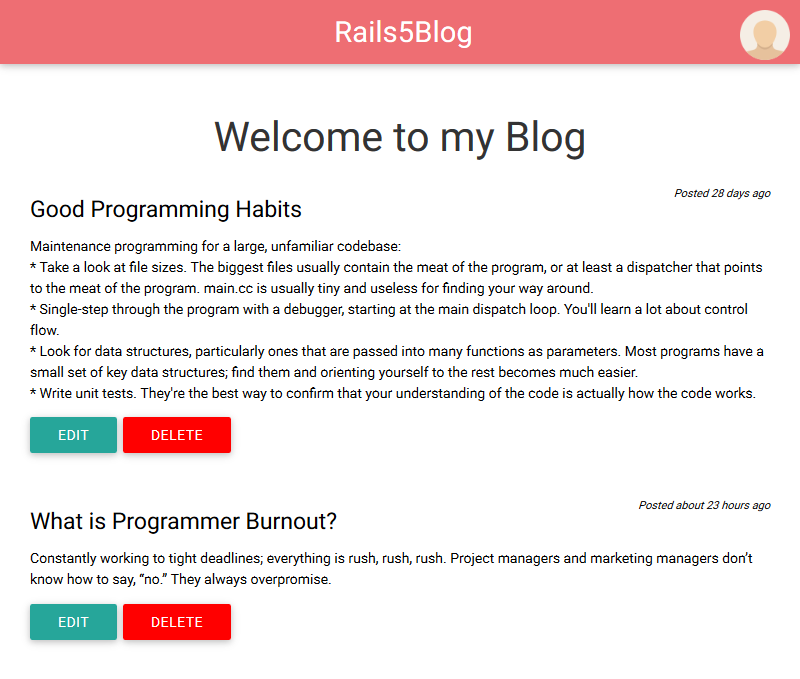 Rails5Blog
Welcome to my Blog
Posted 28 days ago
Good Programming Habits
Maintenance programming for a large, unfamiliar codebase:
* Take a look at file sizes. The biggest files usually contain the meat of the program, or at least a dispatcher that points
to the meat of the program. main.cc is usually tiny and useless for finding your way around.
* Single-step through the program with a debugger, starting at the main dispatch loop. You'll learn a lot about control
flow.
* Look for data structures, particularly ones that are passed into many functions as parameters. Most programs have a
small set of key data structures; find them and orienting yourself to the rest becomes much easier.
* Write unit tests. They're the best way to confirm that your understanding of the code is actually how the code works.
EDIT DELETE
Posted about 23 hours ago
What is Programmer Burnout?
Constantly working to tight deadlines; everything is rush, rush, rush. Project managers and marketing managers don’t
know how to say, “no.” They always overpromise.
EDIT DELETE